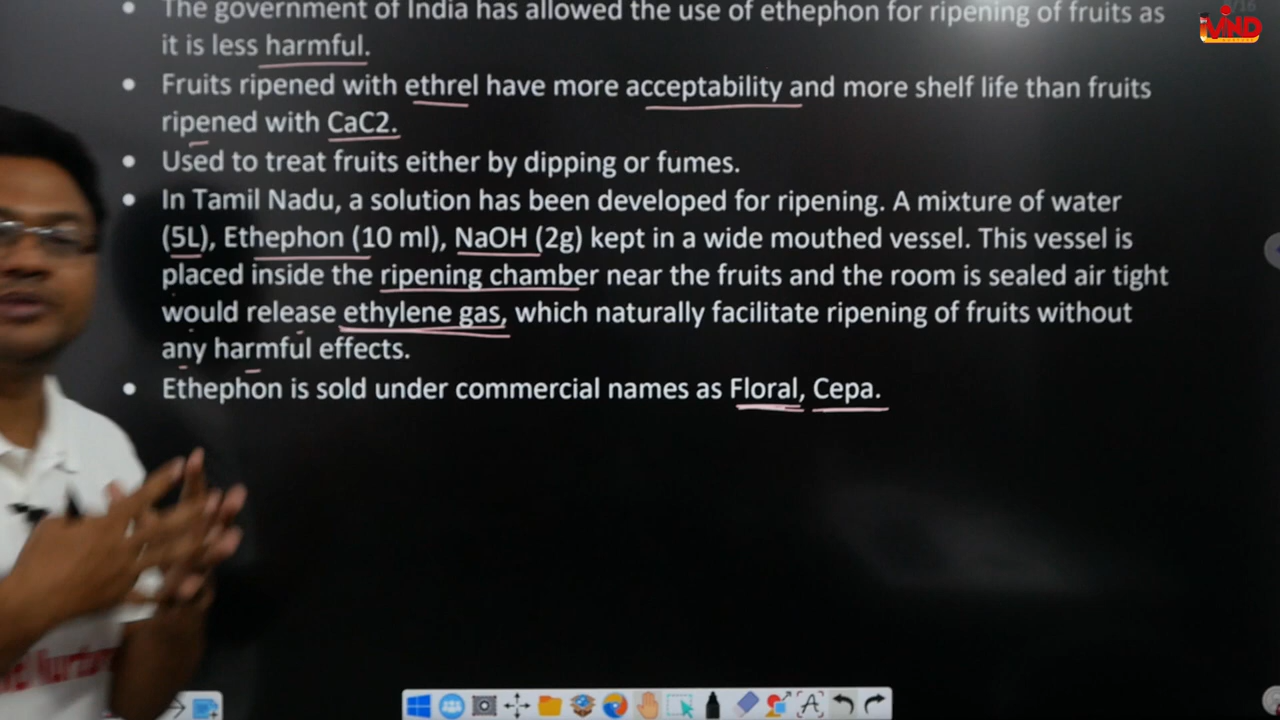 The government of India has allowed the use of ethephon for ripening of fruits as
it is less harmful.
Fruits ripened with ethrel have more acceptability and more shelf life than fruits
ripened with CaC2.
Used to treat fruits either by dipping or fumes.
In Tamil Nadu, a solution has been developed for ripening. A mixture of water
(5L), Ethephon (10 ml), NaOH (2g) kept in a wide mouthed vessel. This vessel is
placed inside the ripening chamber near the fruits and the room is sealed air tight
would release ethylene gas, which naturally facilitate ripening of fruits without
any harmful effects.
Ethephon is sold under commercial names as Floral, Cepa.